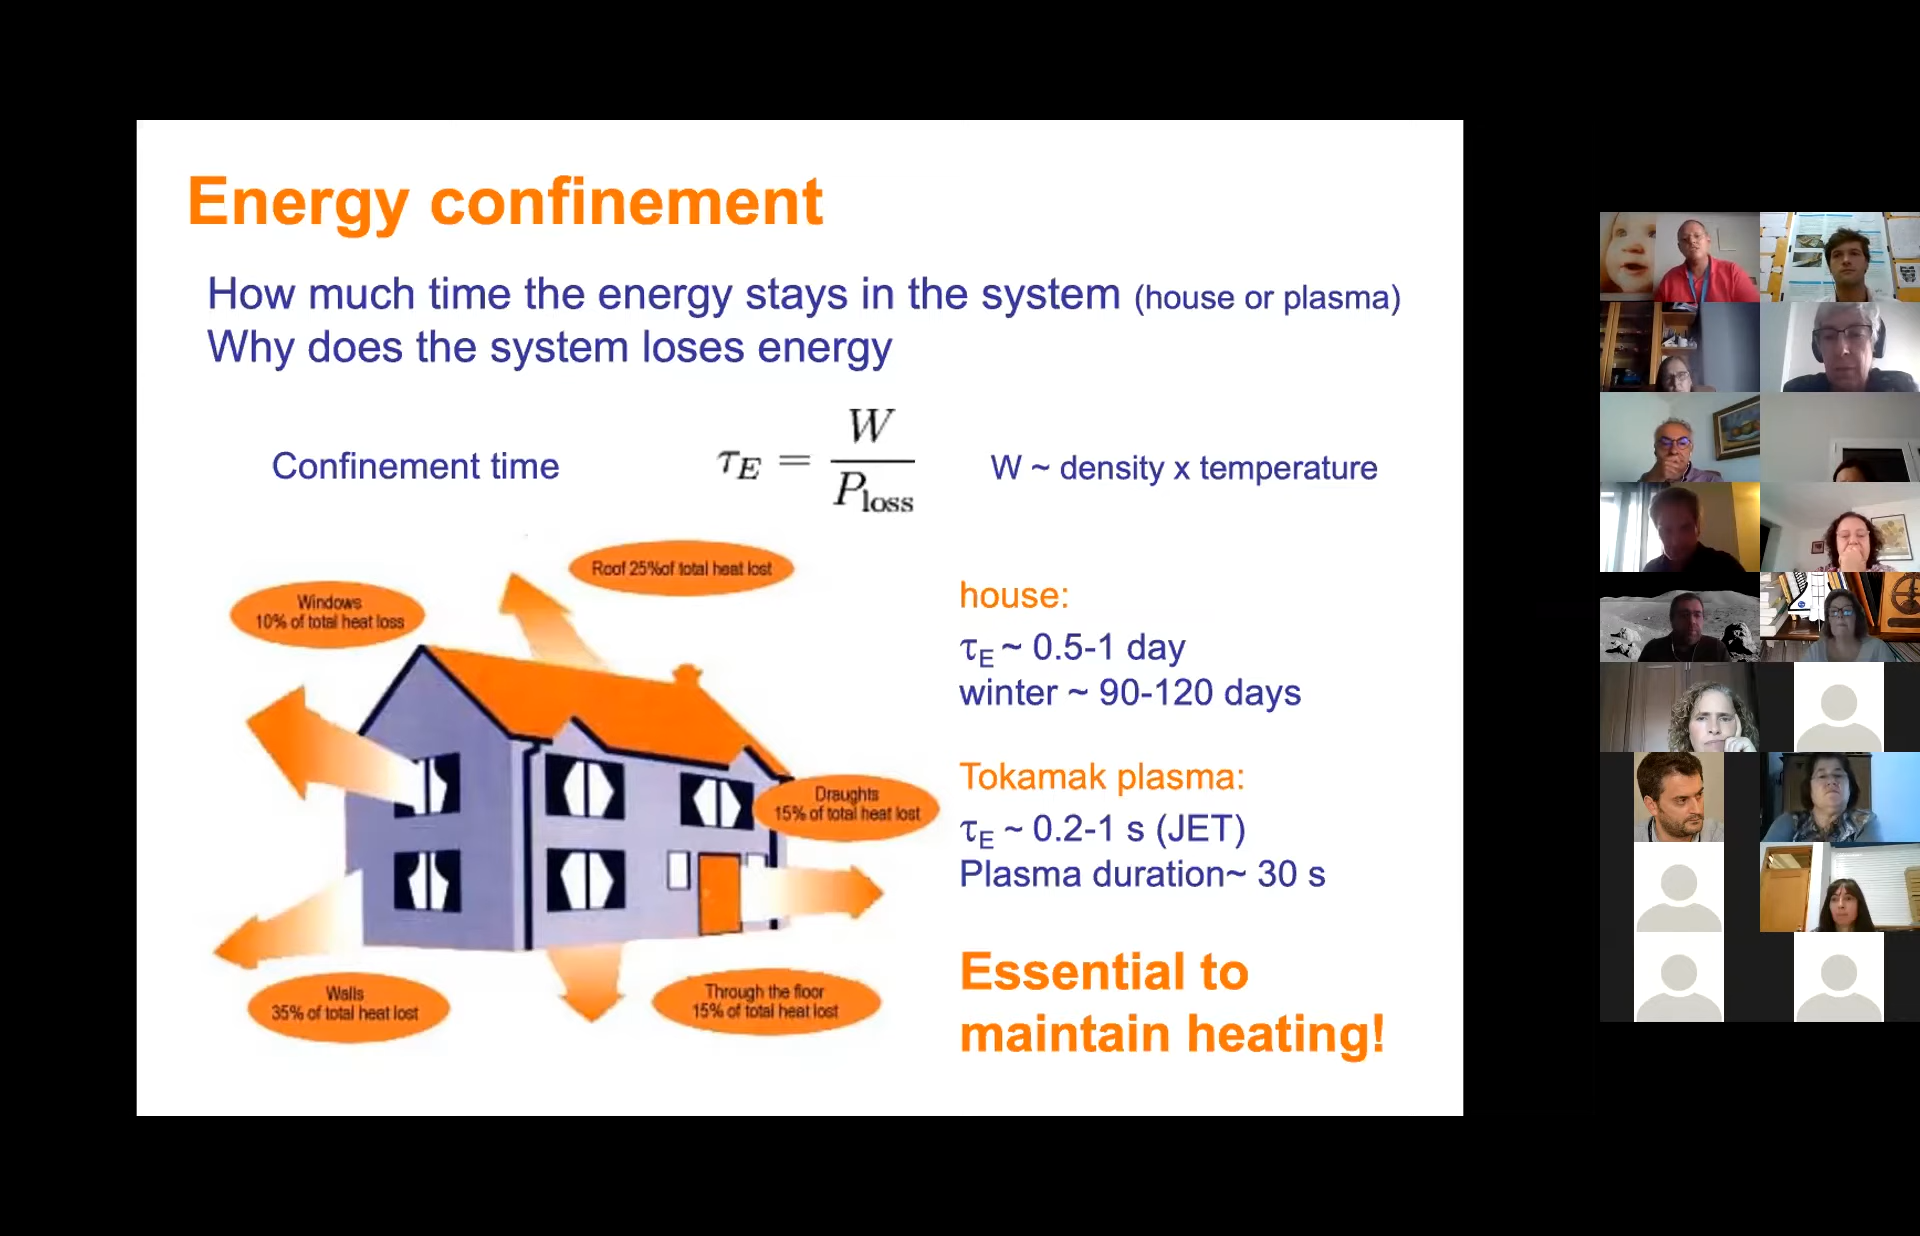 Energy confinement
How much time the energy stays in the system (house or plasma)
Why does the system loses energy
Confinement time
τE = W / Ploss
W ~ density x temperature
Roof 25%of total heat lost
Windows
10% of total heat loss
Draughts
15% of total heat lost
Walls
35% of total heat lost
Through the floor
15% of total heat lost
house:
τE ~ 0.5-1 day
winter ~ 90-120 days
Tokamak plasma:
τE ~ 0.2-1 s (JET)
Plasma duration~ 30 s
Essential to
maintain heating!